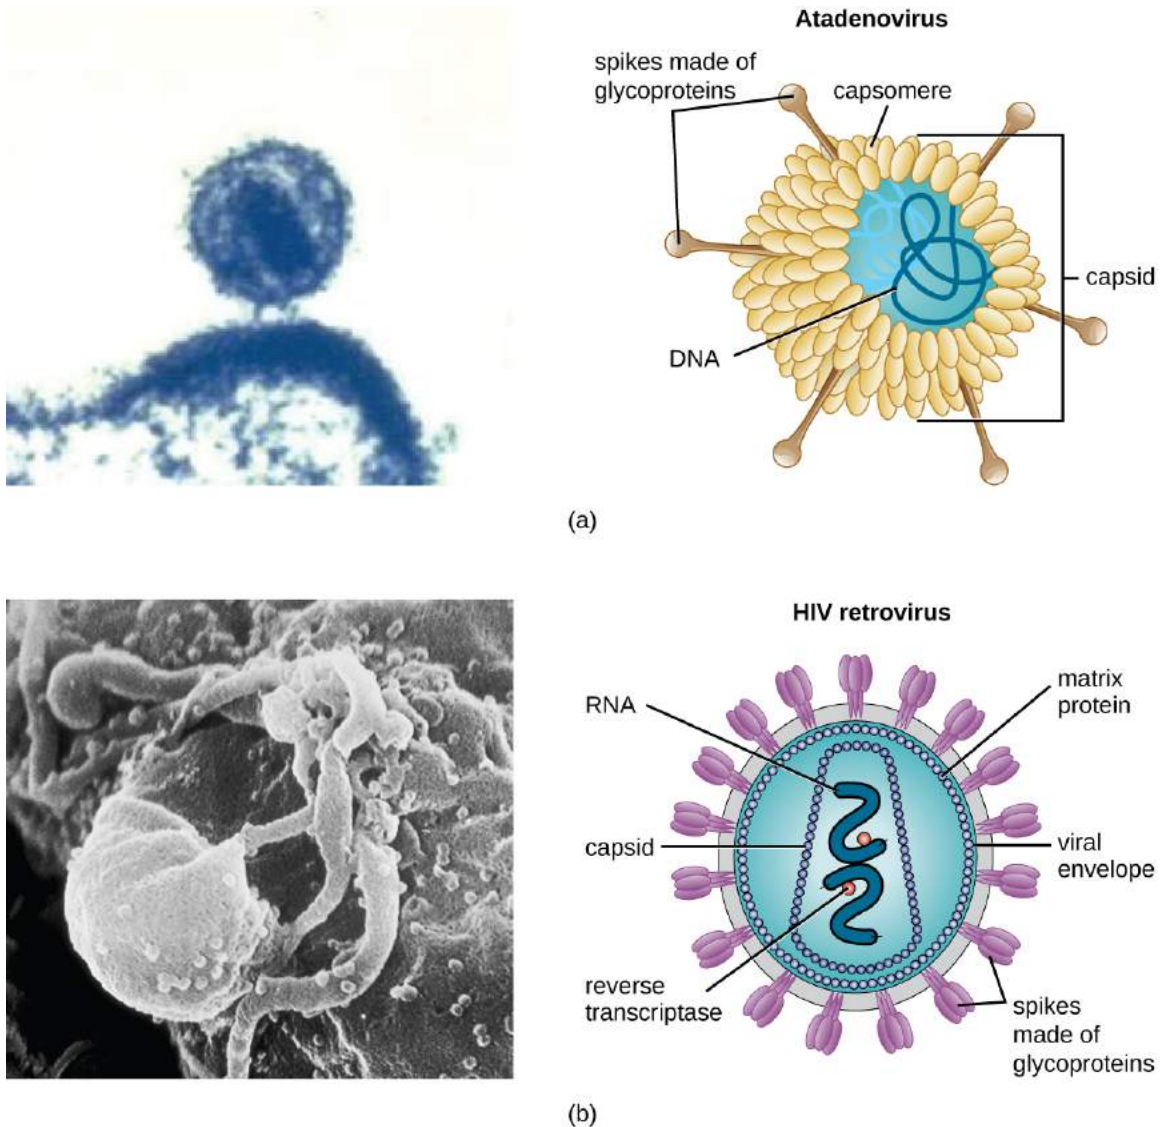 Atadenovirus
spikes made of
glycoproteins
capsomere
capsid
DNA
(a)
HIV retrovirus
RNA
matrix
protein
capsid
viral
envelope
reverse
transcriptase
spikes
made of
glycoproteins
(b)